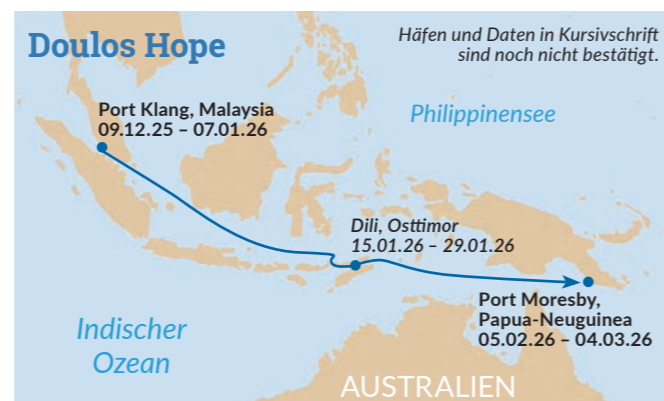 Doulos Hope
Häfen und Daten in Kursivschrift
sind noch nicht bestätigt.
Port Klang, Malaysia
09.12.25 – 07.01.26
Philippinensee
Dili, Osttimor
15.01.26 – 29.01.26
Port Moresby,
Papua-Neuguinea
05.02.26 – 04.03.26
Indischer
Ozean
AUSTRALIEN